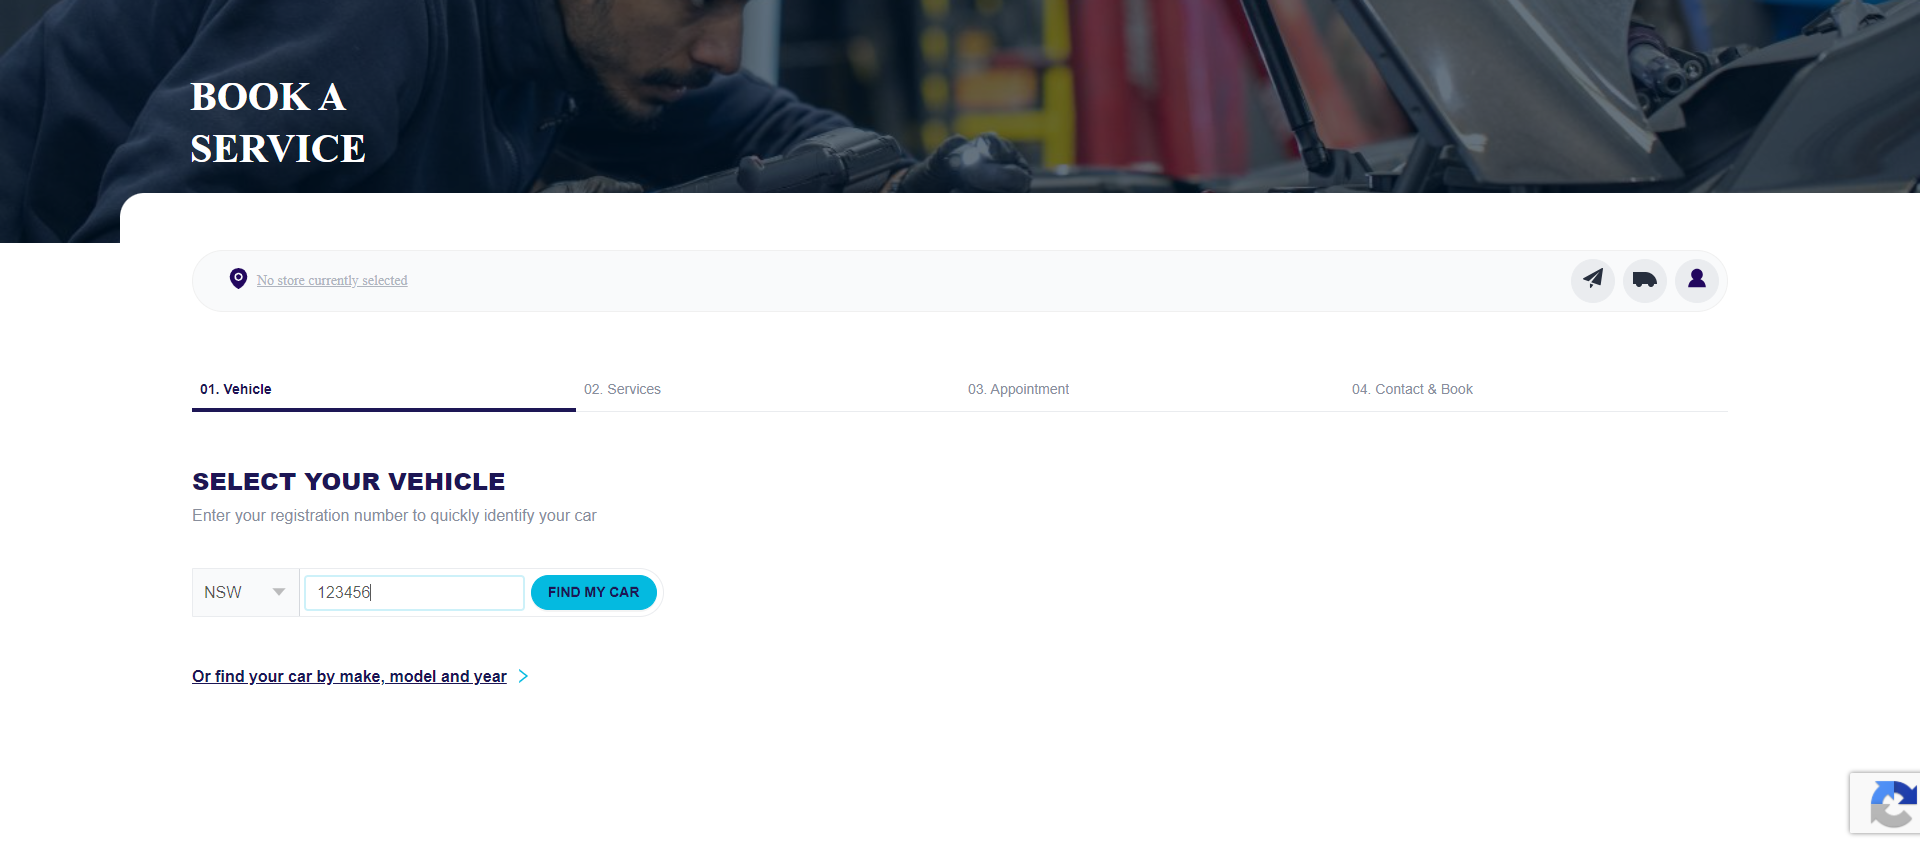 BOOK A
SERVICE
No store currently selected
01. Vehicle
02. Services
03. Appointment
04. Contact & Book
SELECT YOUR VEHICLE
Enter your registration number to quickly identify your car
NSW
123456
FIND MY CAR
Or find your car by make, model and year